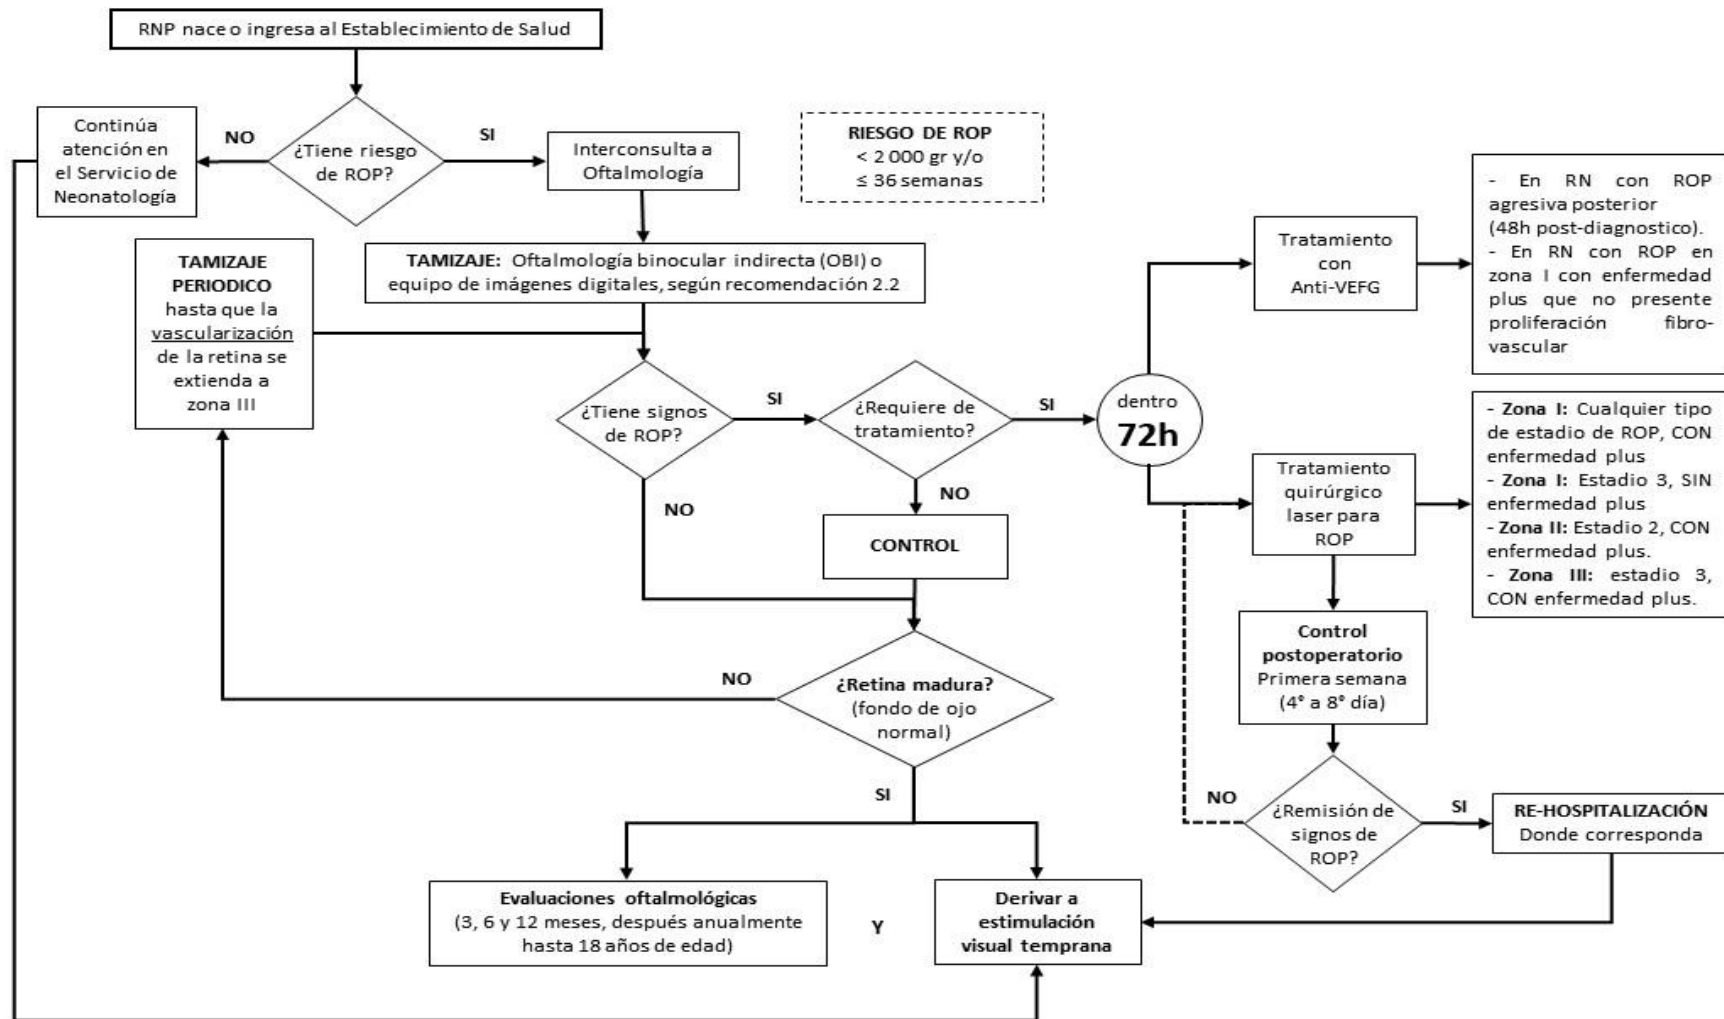 RNP nace o ingresa al Establecimiento de Salud
Continúa
atención en
el Servicio de
Neonatología
NO
¿Tiene riesgo
de ROP?
SI
Interconsulta a
Oftalmología
RIESGO DE ROP
< 2 000 gr y/o
≤ 36 semanas
TAMIZAJE: Oftalmología binocular indirecta (OBI) o
equipo de imágenes digitales, según recomendación 2.2
TAMIZAJE
PERIODICO
hasta que la
vascularización
de la retina se
extienda a
zona III
¿Tiene signos
de ROP?
SI
¿Requiere de
tratamiento?
SI
dentro
72h
Tratamiento
con
Anti-VEFG
- En RN con ROP
agresiva posterior
(48h post-diagnostico).
- En RN con ROP en
zona I con enfermedad
plus que no presente
proliferación fibro-
vascular
NO
NO
CONTROL
Tratamiento
quirúrgico
laser para
ROP
- Zona I: Cualquier tipo
de estadio de ROP, CON
enfermedad plus
- Zona I: Estadio 3, SIN
enfermedad plus
- Zona II: Estadio 2, CON
enfermedad plus.
- Zona III: estadio 3,
CON enfermedad plus.
Control
postoperatorio
Primera semana
(4° a 8° día)
NO
¿Retina madura?
(fondo de ojo
normal)
SI
NO
¿Remisión de
signos de
ROP?
SI
RE-HOSPITALIZACIÓN
Donde corresponda
Evaluaciones oftalmológicas
(3, 6 y 12 meses, después anualmente
hasta 18 años de edad)
Y
Derivar a
estimulación
visual temprana